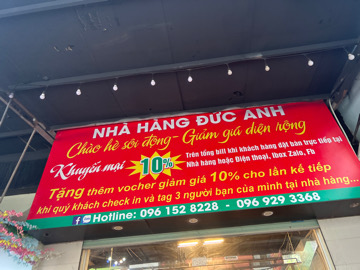 NHÀ HÀNG ĐỨC ANH
Chào hè sôi động - Giảm giá diện rộng
Khuyến mại 10% Trên tổng bill khi khách hàng đặt bàn trực tiếp tại
Nhà hàng hoặc Điện thoại, Ibux Zalo, FN
Tặng thêm voucher giảm giá 10% cho lần kế tiếp
khi quý khách check in và tag 3 người bạn của mình tại nhà hàng...
Hotline: 096 152 8228 - 096 929 3368